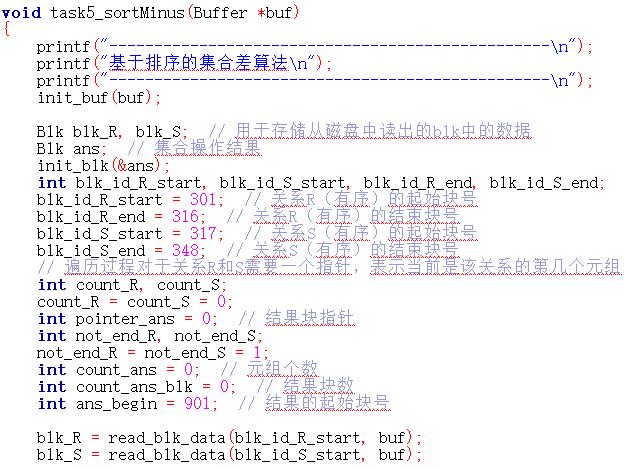 void task5_sortMinus(Buffer *buf)
{
    printf("-------------------------------------------------\n");
    printf("基于排序的集合差算法\n");
    printf("-------------------------------------------------\n");
    init_buf(buf);

    Blk blk_R, blk_S;  // 用于存储从磁盘中读出的blk中的数据
    Blk ans;  // 集合操作结果
    init_blk(&ans);
    int blk_id_R_start, blk_id_S_start, blk_id_R_end, blk_id_S_end;
    blk_id_R_start = 301;  // 关系R（有序）的起始块号
    blk_id_R_end = 316;  // 关系R（有序）的结束块号
    blk_id_S_start = 317;  // 关系S（有序）的起始块号
    blk_id_S_end = 348;  // 关系S（有序）的结束块号
    // 遍历过程对于关系R和S需要一个指针，表示当前是该关系的第几个元组
    int count_R, count_S;
    count_R = count_S = 0;
    int pointer_ans = 0;  // 结果块指针
    int not_end_R, not_end_S;
    not_end_R = not_end_S = 1;
    int count_ans = 0;  // 元组个数
    int count_ans_blk = 0;  // 结果块数
    int ans_begin = 901;  // 结果的起始块号

    blk_R = read_blk_data(blk_id_R_start, buf);
    blk_S = read_blk_data(blk_id_S_start, buf);